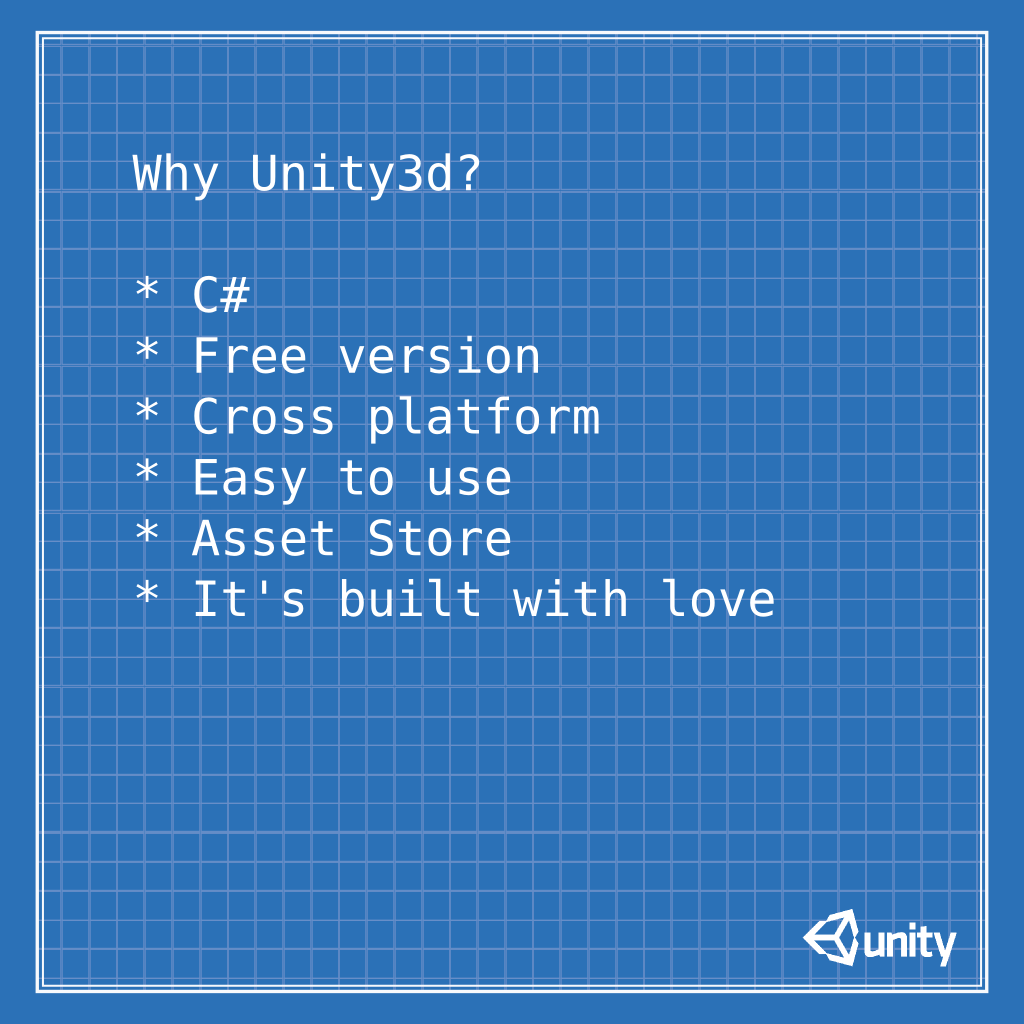 Why Unity3d?
* C#
* Free version
* Cross platform
* Easy to use
* Asset Store
* It's built with love
unity